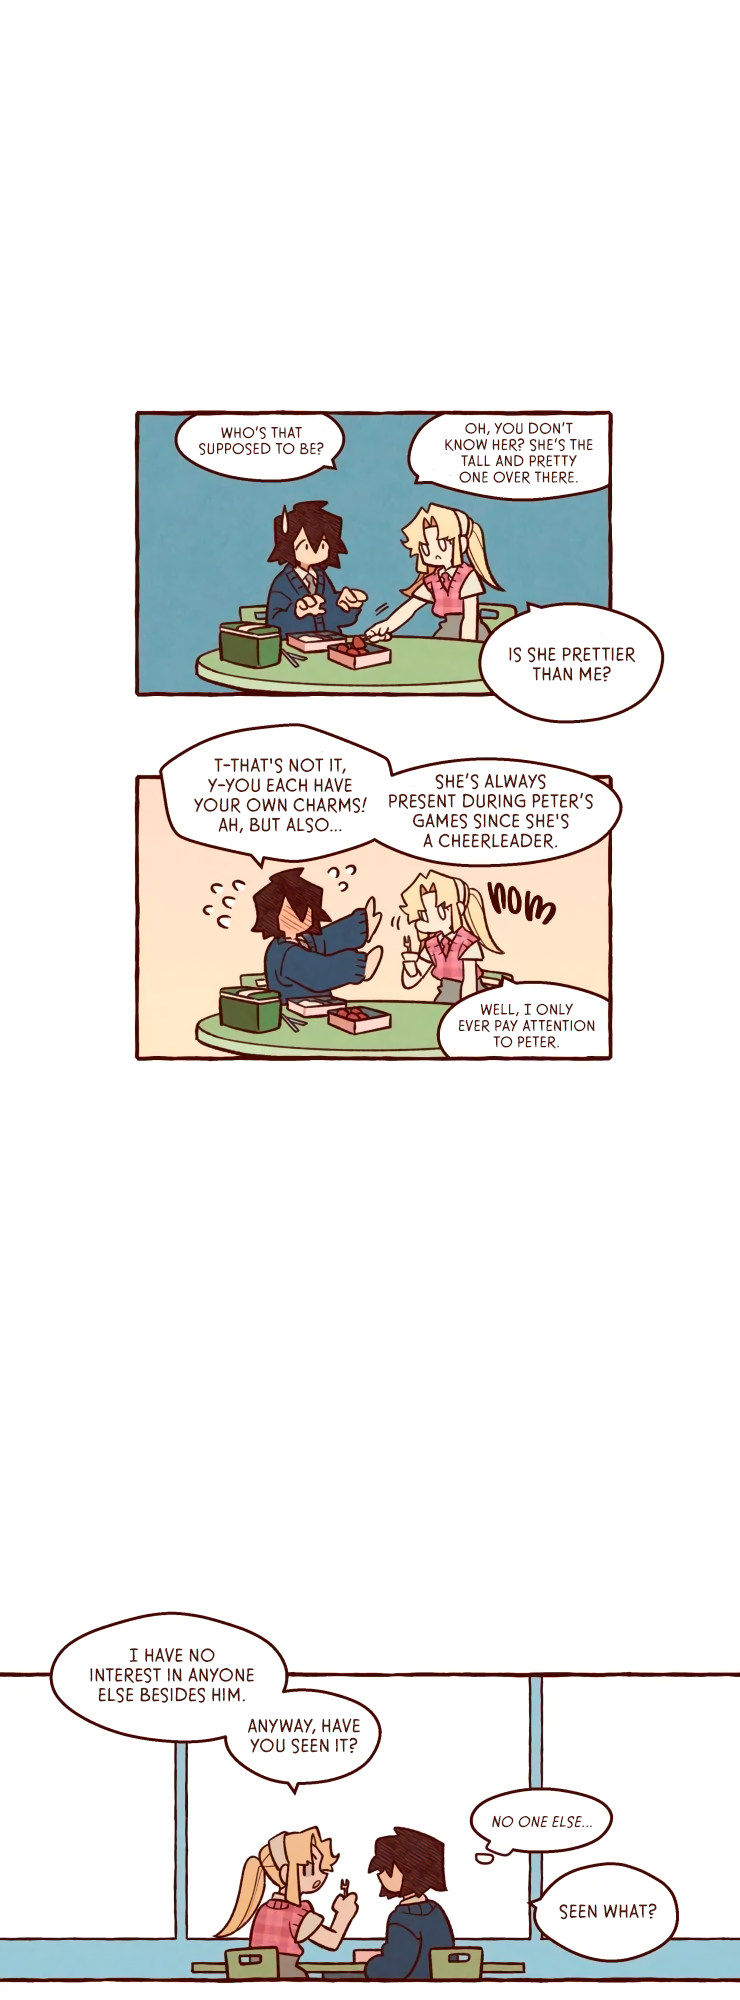 WHO'S THAT
SUPPOSED TO BE?
OH, YOU DON'T
KNOW HER? SHE'S THE
TALL AND PRETTY
ONE OVER THERE.
IS SHE PRETTIER
THAN ME?
T-THAT'S NOT IT,
Y-YOU EACH HAVE
YOUR OWN CHARMS!
AH, BUT ALSO...
SHE'S ALWAYS
PRESENT DURING PETER'S
GAMES SINCE SHE'S
A CHEERLEADER.
nom
WELL, I ONLY
EVER PAY ATTENTION
TO PETER.
I HAVE NO
INTEREST IN ANYONE
ELSE BESIDES HIM.
ANYWAY, HAVE
YOU SEEN IT?
NO ONE ELSE...
SEEN WHAT?